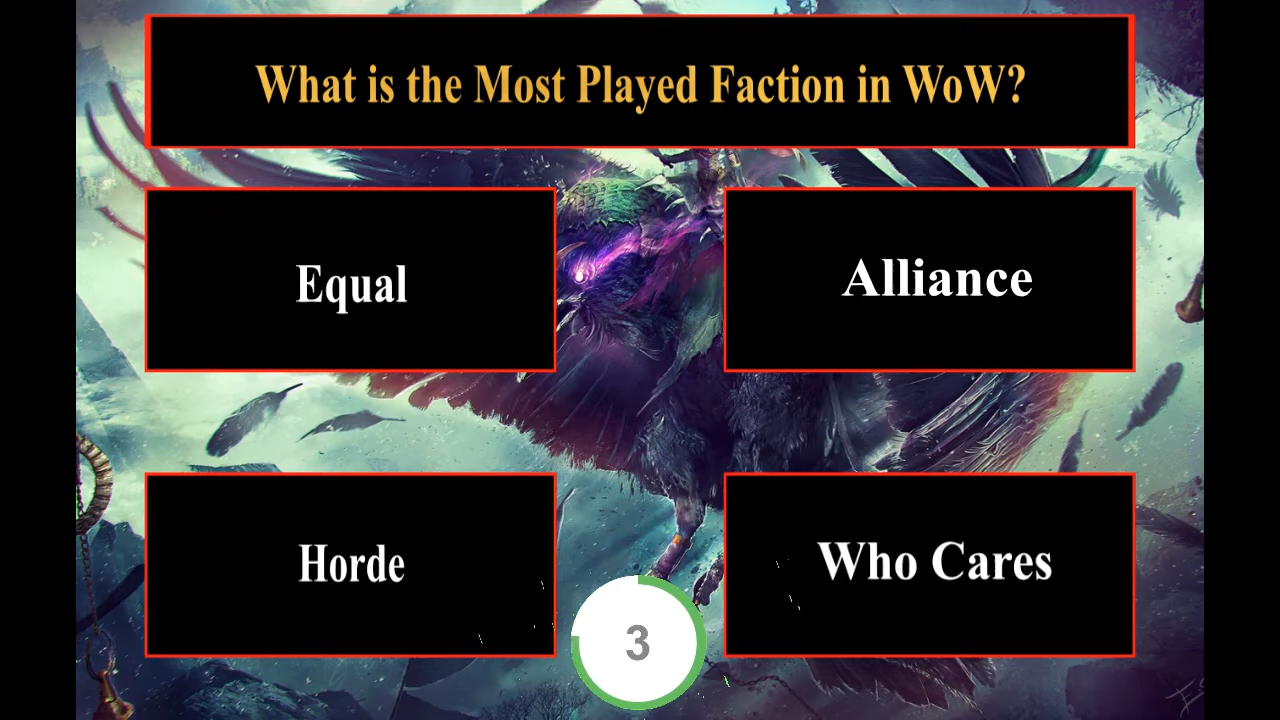 What is the Most Played Faction in WoW?
Equal
Alliance
Horde
Who Cares
3